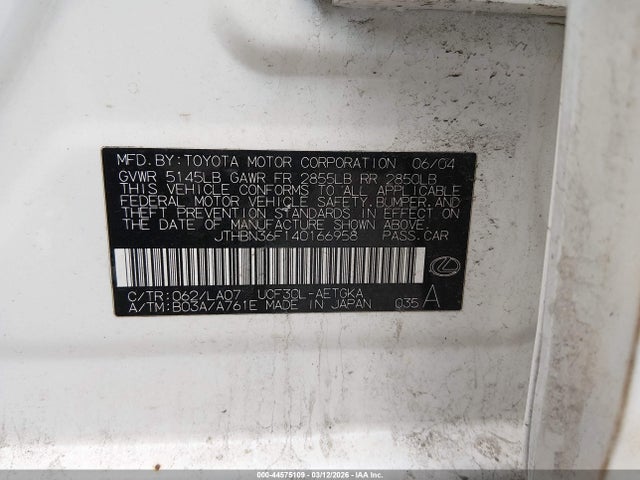 MFD. BY: TOYOTA MOTOR CORPORATION 06/04
GVWR 5145LB GAWR FR 2855LB RR 2850LB
THIS VEHICLE CONFORMS TO ALL APPLICABLE
FEDERAL MOTOR VEHICLE SAFETY, BUMPER, AND
THEFT PREVENTION STANDARDS IN EFFECT ON
THE DATE OF MANUFACTURE SHOWN ABOVE.
JTHBN36F140166958 PASS. CAR
C/TR: 062/LA07 UCF30L-AETGKA
A/TM: B03A/A761E MADE IN JAPAN 035 A
000-44575109 | 03/12/2026 - IAA Inc.